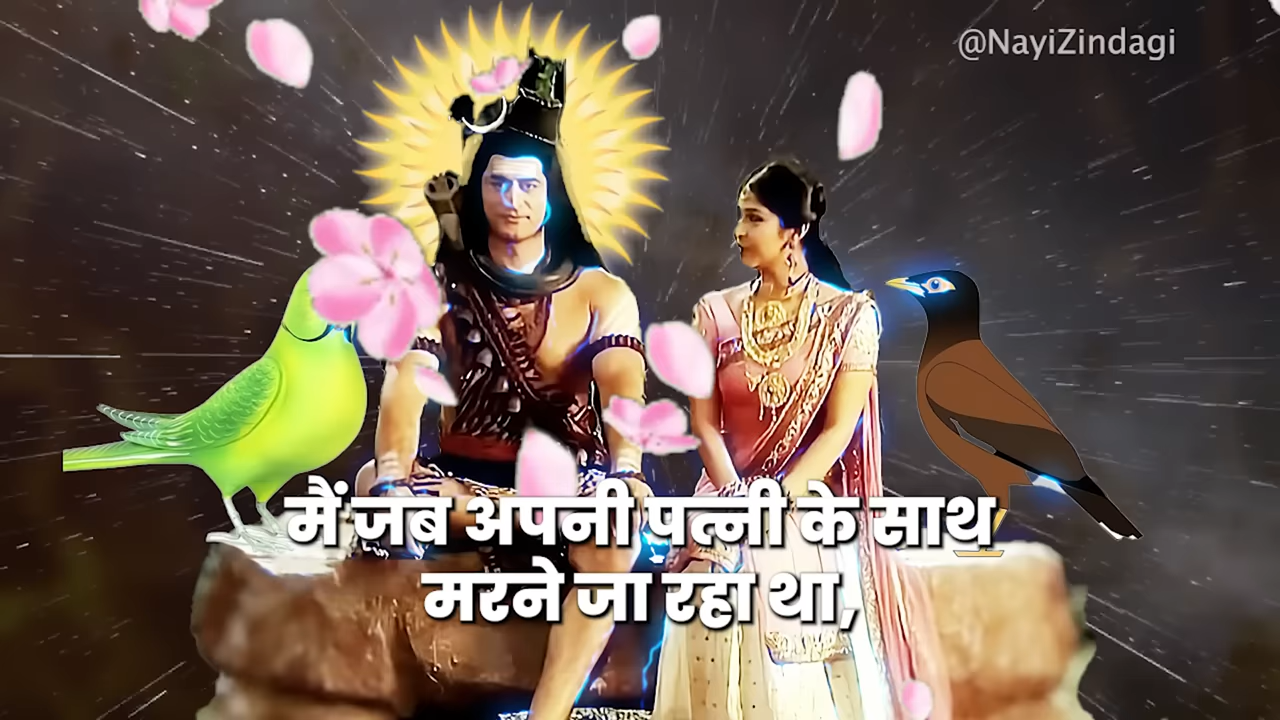 @NayiZindagi
मैं जब अपनी पत्नी के साथ
मरने जा रहा था,